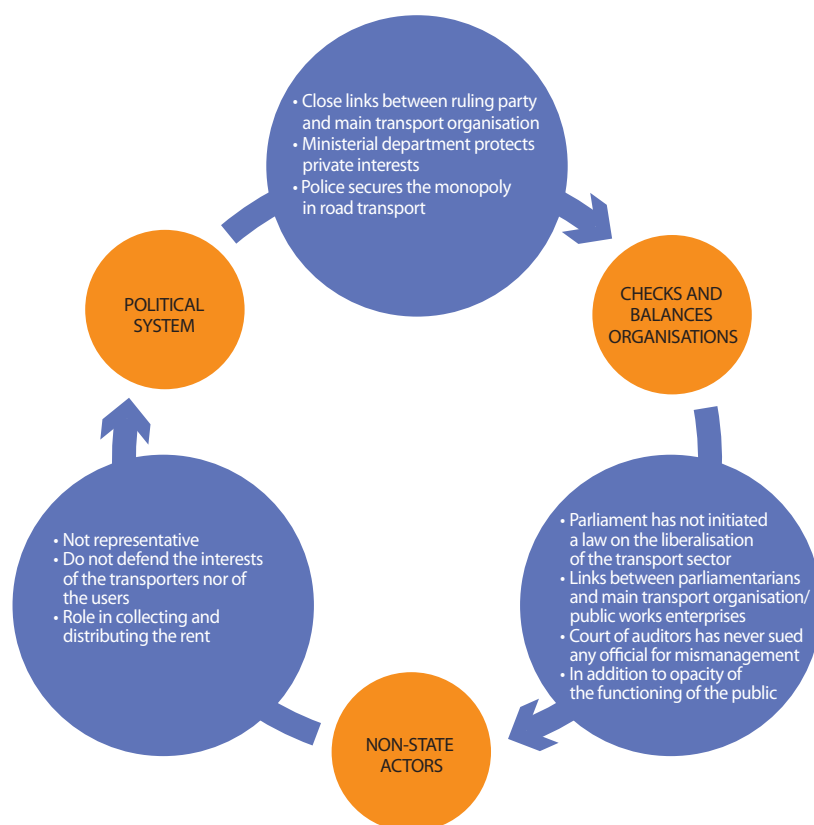 • Close links between ruling party
and main transport organisation
• Ministerial department protects
private interests
• Police secures the monopoly
in road transport
POLITICAL
SYSTEM
CHECKS AND
BALANCES
ORGANISATIONS
• Parliament has not initiated
a law on the liberalisation
of the transport sector
• Links between parliamentarians
and main transport organisation/
public works enterprises
• Court of auditors has never sued
any official for mismanagement
• In addition to opacity of
the functioning of the public
• Not representative
• Do not defend the interests
of the transporters nor of
the users
• Role in collecting and
distributing the rent
NON-STATE
ACTORS